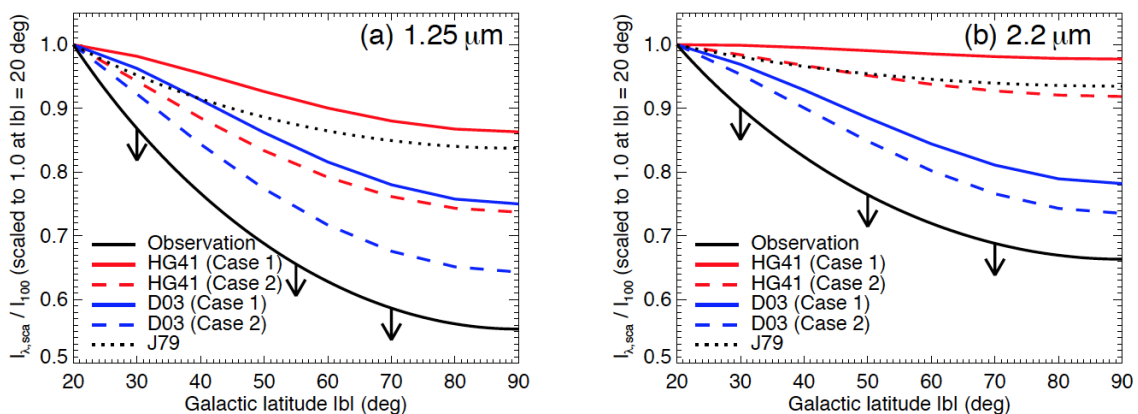 (a) 1.25 μm
I λ,sca / I 100 (scaled to 1.0 at |b| = 20 deg)
1.0
0.9
0.8
0.7
0.6
0.5
Observation
HG41 (Case 1)
HG41 (Case 2)
D03 (Case 1)
D03 (Case 2)
J79
20 30 40 50 60 70 80 90
Galactic latitude |b| (deg)
(b) 2.2 μm
I λ,sca / I 100 (scaled to 1.0 at |b| = 20 deg)
1.0
0.9
0.8
0.7
0.6
0.5
Observation
HG41 (Case 1)
HG41 (Case 2)
D03 (Case 1)
D03 (Case 2)
J79
20 30 40 50 60 70 80 90
Galactic latitude |b| (deg)